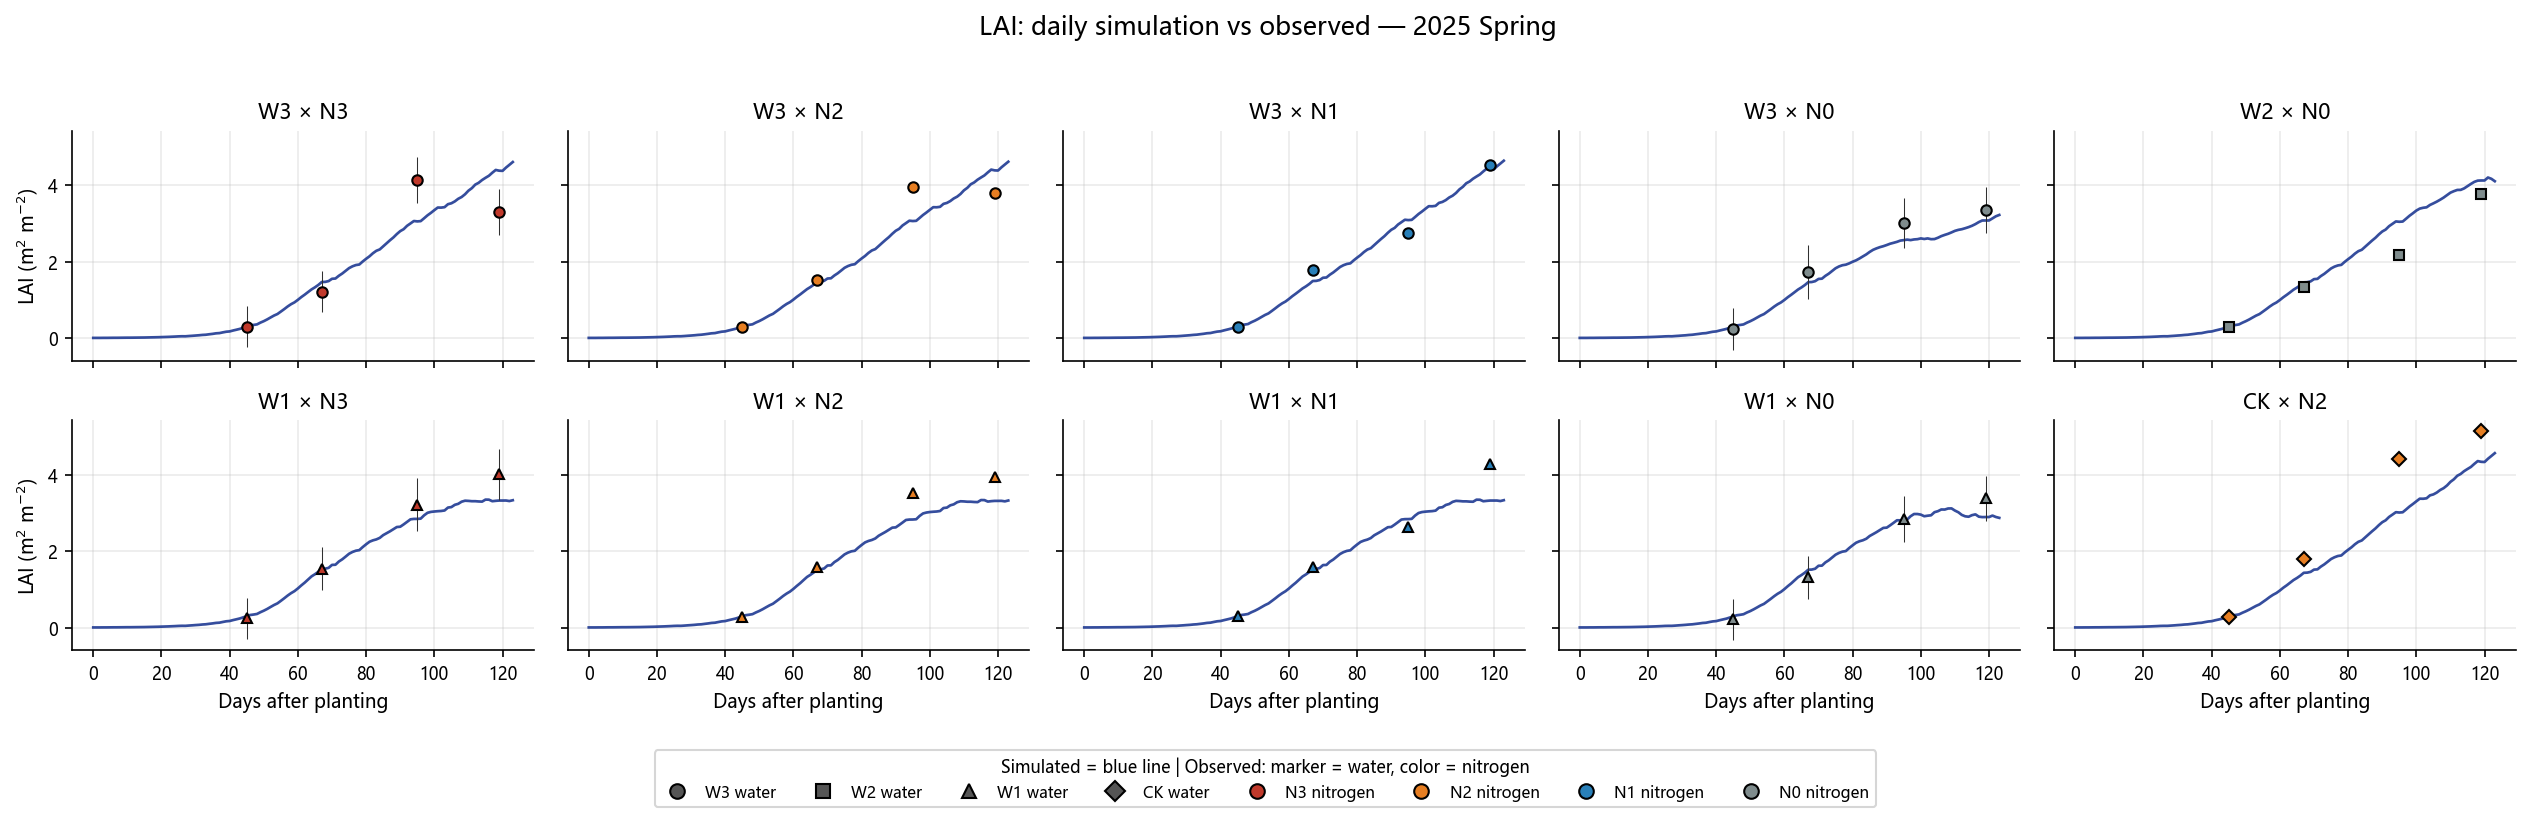 LAI: daily simulation vs observed — 2025 Spring
W3 × N3
W3 × N2
W3 × N1
W3 × N0
W2 × N0
LAI (m² m⁻²)
4
2
0
W1 × N3
W1 × N2
W1 × N1
W1 × N0
CK × N2
LAI (m² m⁻²)
4
2
0
0 20 40 60 80 100 120
0 20 40 60 80 100 120
0 20 40 60 80 100 120
0 20 40 60 80 100 120
0 20 40 60 80 100 120
Days after planting
Days after planting
Days after planting
Days after planting
Days after planting
Simulated = blue line | Observed: marker = water, color = nitrogen
W3 water W2 water W1 water CK water N3 nitrogen N2 nitrogen N1 nitrogen N0 nitrogen